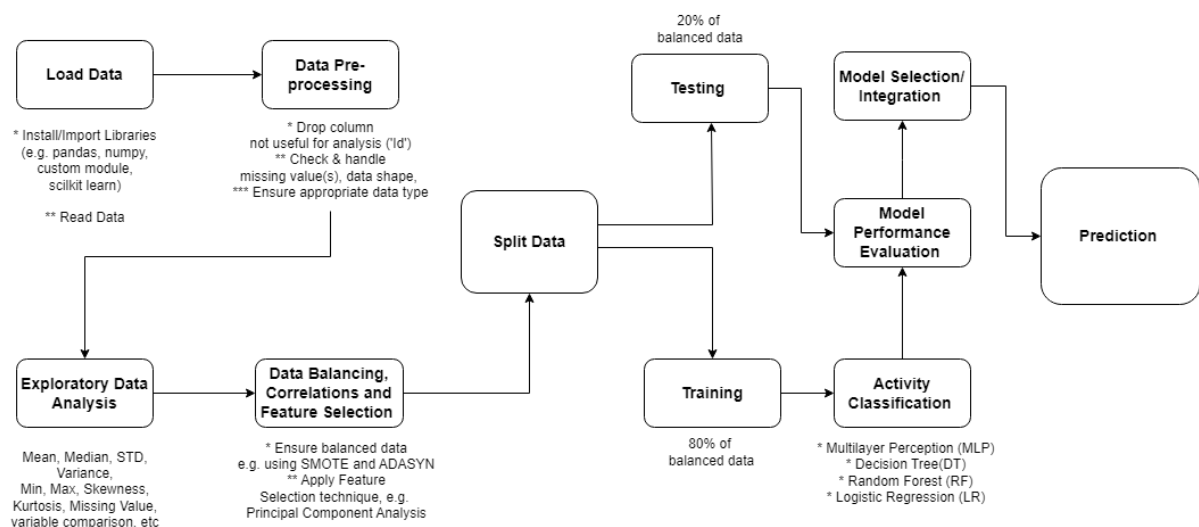 Load Data
* Install/Import Libraries
(e.g. pandas, numpy,
custom module,
scilkit learn)
** Read Data
Data Pre-
processing
* Drop column
not useful for analysis ('Id')
** Check & handle
missing value(s), data shape,
*** Ensure appropriate data type
Exploratory Data
Analysis
Mean, Median, STD,
Variance,
Min, Max, Skewness,
Kurtosis, Missing Value,
variable comparison, etc
Data Balancing,
Correlations and
Feature Selection
* Ensure balanced data
e.g. using SMOTE and ADASYN
** Apply Feature
Selection technique, e.g.
Principal Component Analysis
Split Data
20% of
balanced data
Testing
Training
80% of
balanced data
Activity
Classification
* Multilayer Perception (MLP)
* Decision Tree(DT)
* Random Forest (RF)
* Logistic Regression (LR)
Model
Performance
Evaluation
Model Selection/
Integration
Prediction